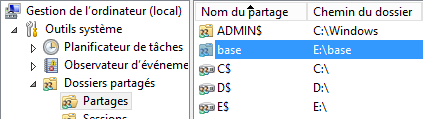 Gestion de l'ordinateur (local)
Outils système
Planificateur de tâches
Observateur d'événeme
Dossiers partagés
Partages
Sessions
Nom du partage Chemin du dossier
ADMIN$ C:\Windows
base E:\base
C$ C:\
D$ D:\
E$ E:\